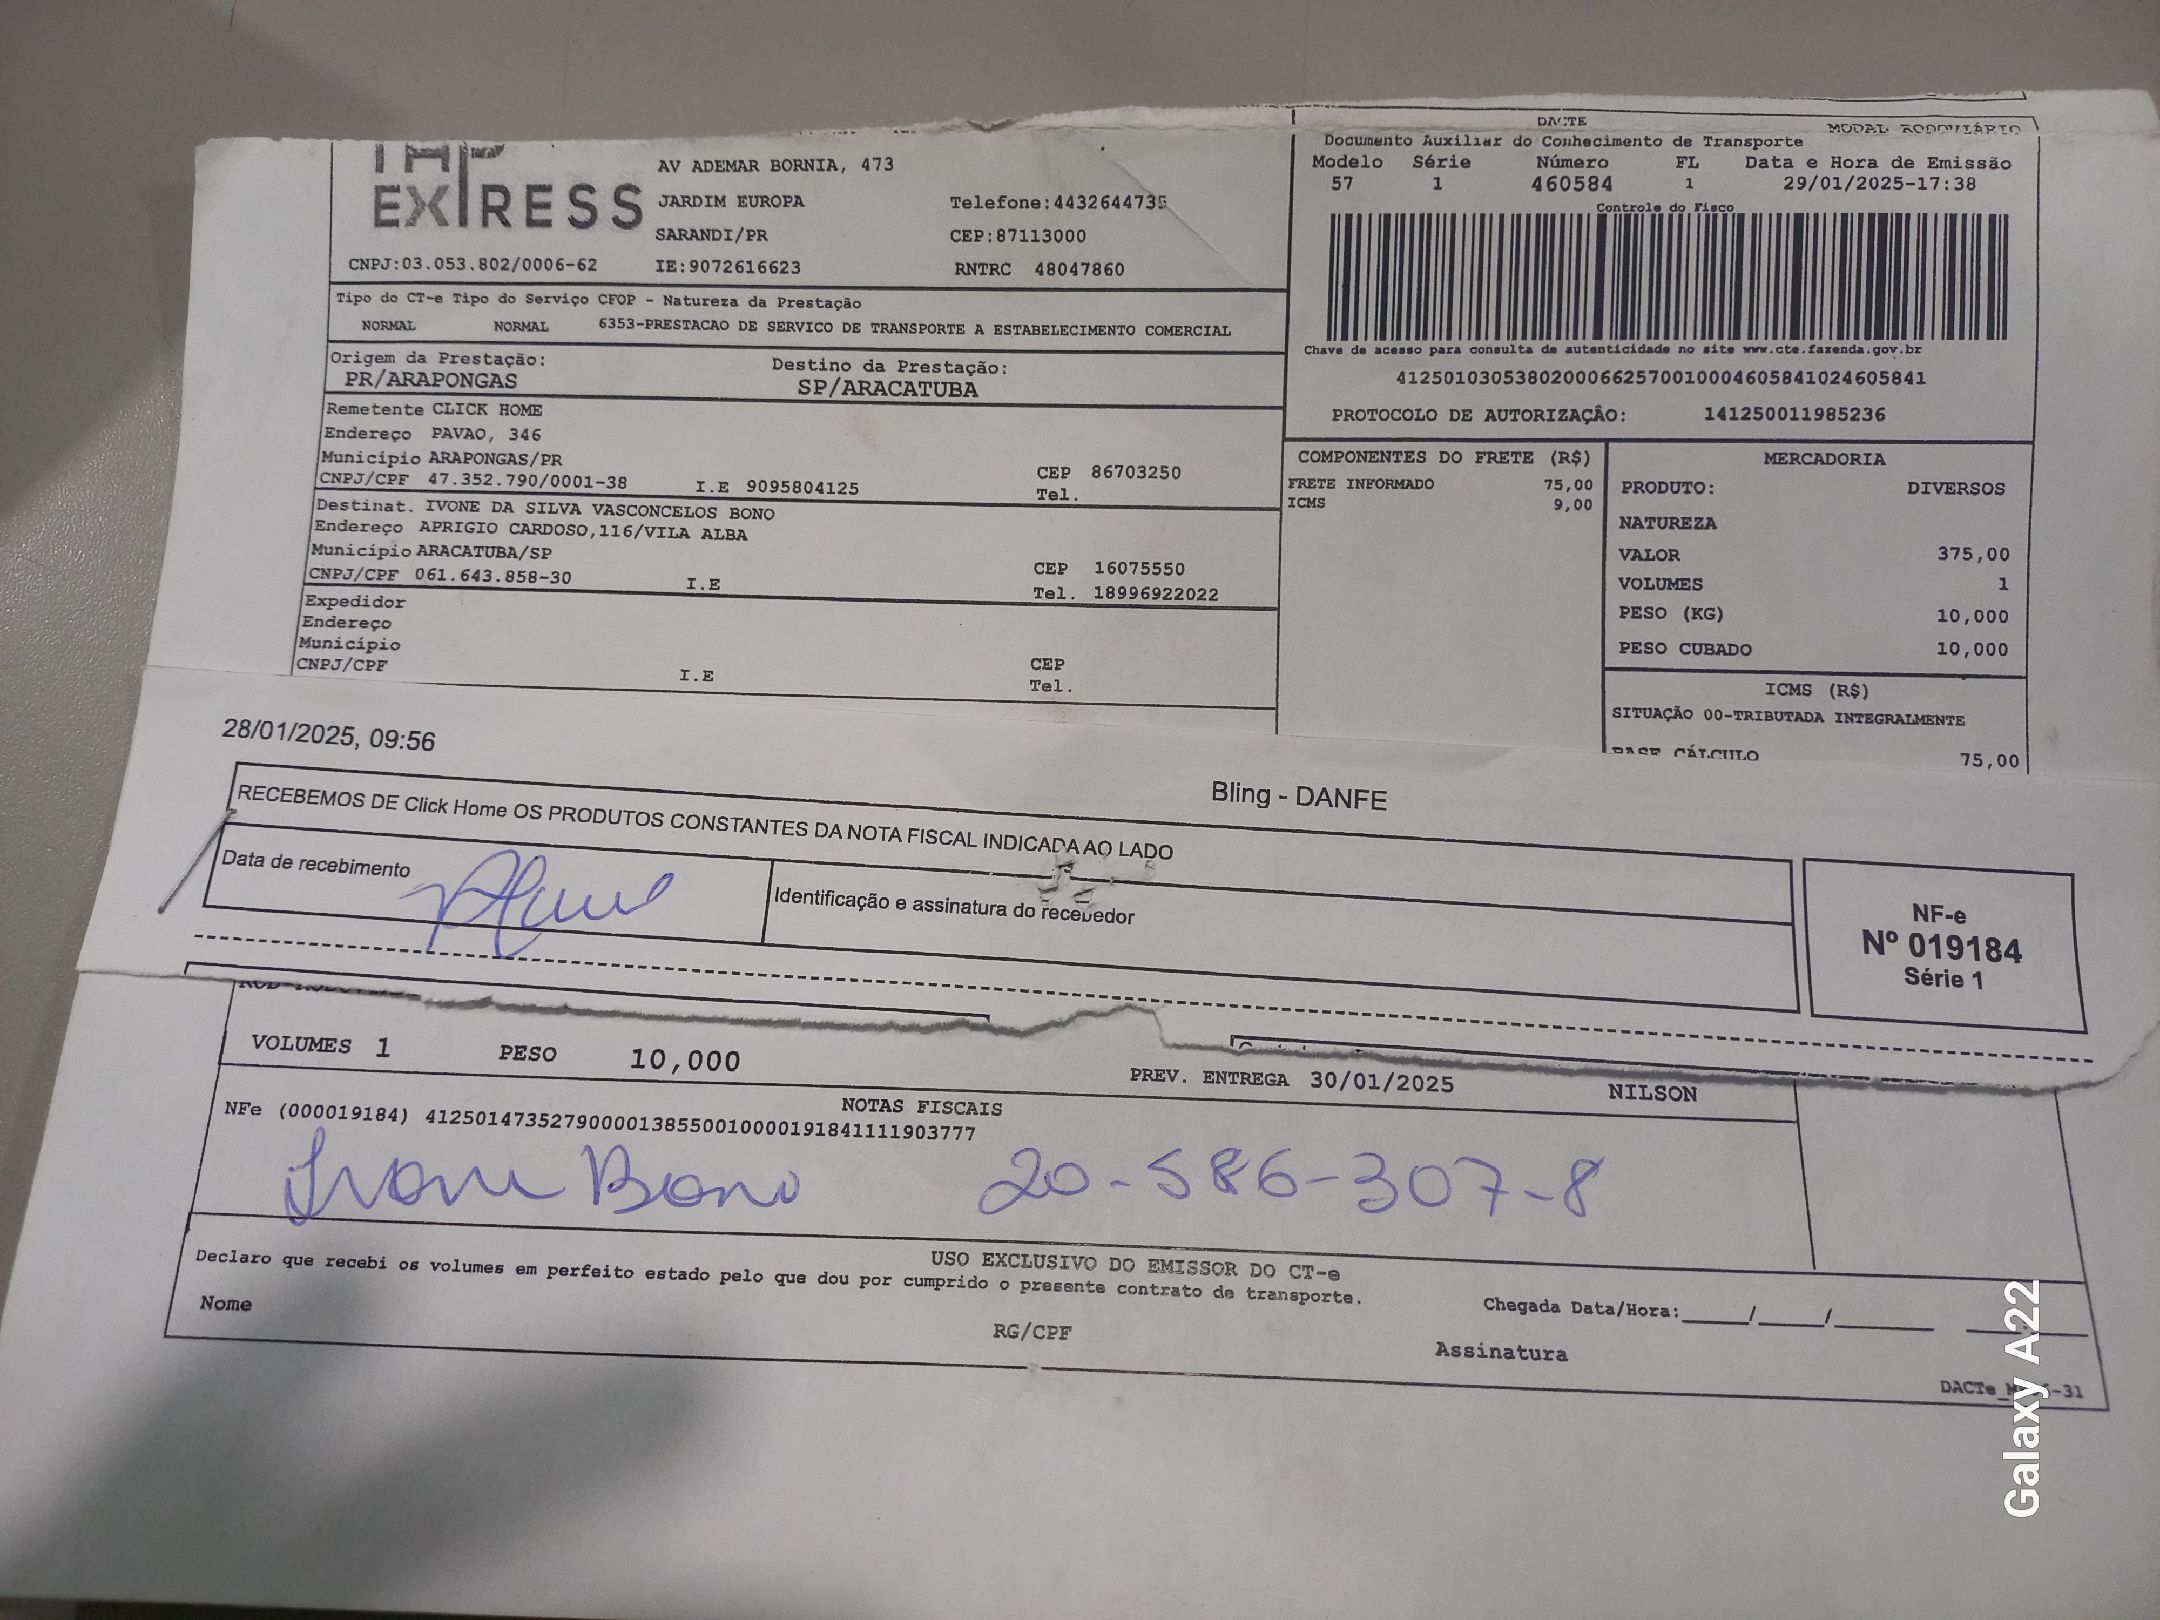 EXPRESS
AV ADEMAR BORNIA, 473
JARDIM EUROPA Telefone:4432644735
SARANDI/PR CEP:87113000
CNPJ:03.053.802/0006-62 IE:9072616623 RNTRC 48047860
DACTE MODAL RODOVIÁRIO
Documento Auxiliar do Conhecimento de Transporte
Modelo Série Número FL Data e Hora de Emissão
57 1 460584 1 29/01/2025-17:38
Controle do Fisco
Chave de acesso para consulta de autenticidade no site www.cte.fazenda.gov.br
41250103053802000662570010004605841024605841
PROTOCOLO DE AUTORIZAÇÃO: 141250011985236
Tipo do CT-e Tipo do Serviço CFOP - Natureza da Prestação
NORMAL NORMAL 6353-PRESTACAO DE SERVICO DE TRANSPORTE A ESTABELECIMENTO COMERCIAL
Origem da Prestação: Destino da Prestação:
PR/ARAPONGAS SP/ARACATUBA
Remetente CLICK HOME
Endereço PAVAO, 346
Município ARAPONGAS/PR CEP 86703250
CNPJ/CPF 47.352.790/0001-38 I.E 9095804125 Tel.
Destinat. IVONE DA SILVA VASCONCELOS BONO
Endereço APRIGIO CARDOSO,116/VILA ALBA
Município ARACATUBA/SP CEP 16075550
CNPJ/CPF 061.643.858-30 I.E Tel. 18996922022
Expedidor
Endereço
Município CEP
CNPJ/CPF I.E Tel.
COMPONENTES DO FRETE (R$)
FRETE INFORMADO 75,00
ICMS 9,00
MERCADORIA
PRODUTO: DIVERSOS
NATUREZA
VALOR 375,00
VOLUMES 1
PESO (KG) 10,000
PESO CUBADO 10,000
ICMS (R$)
SITUAÇÃO 00-TRIBUTADA INTEGRALMENTE
BASE CÁLCULO 75,00
28/01/2025, 09:56
Bling - DANFE
RECEBEMOS DE Click Home OS PRODUTOS CONSTANTES DA NOTA FISCAL INDICADA AO LADO
Data de recebimento Identificação e assinatura do recebedor
NF-e
Nº 019184
Série 1
VOLUMES 1 PESO 10,000 PREV. ENTREGA 30/01/2025 NILSON
NOTAS FISCAIS
NFe (000019184) 41250147352790000138550010000191841111903777
Ivone Bono 20-586-307-8
USO EXCLUSIVO DO EMISSOR DO CT-e
Declaro que recebi os volumes em perfeito estado pelo que dou por cumprido o presente contrato de transporte.
Nome RG/CPF Assinatura Chegada Data/Hora:____/____/______
Galaxy A22